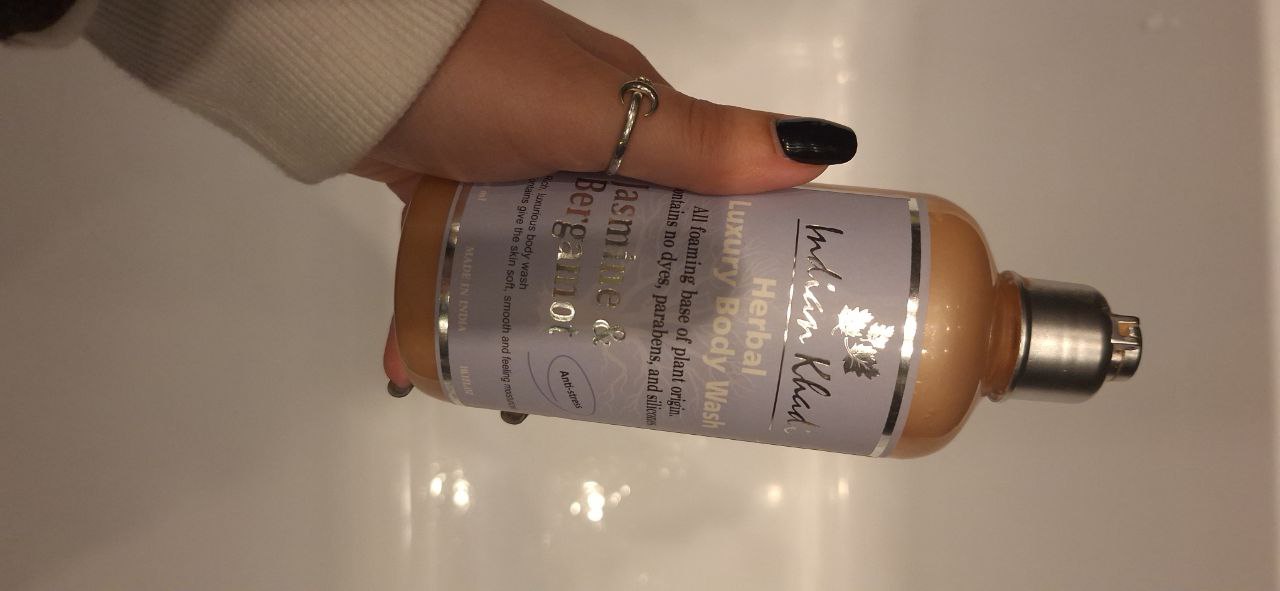 Indian Khadi
Herbal
Luxury Body Wash
All foaming base of plant origin.
contains no dyes, parabens, and silicones
Jasmine &
Bergamot
Anti-stress
Rich, luxurious body wash
give the skin soft, smooth and feeling
MADE IN INDIA